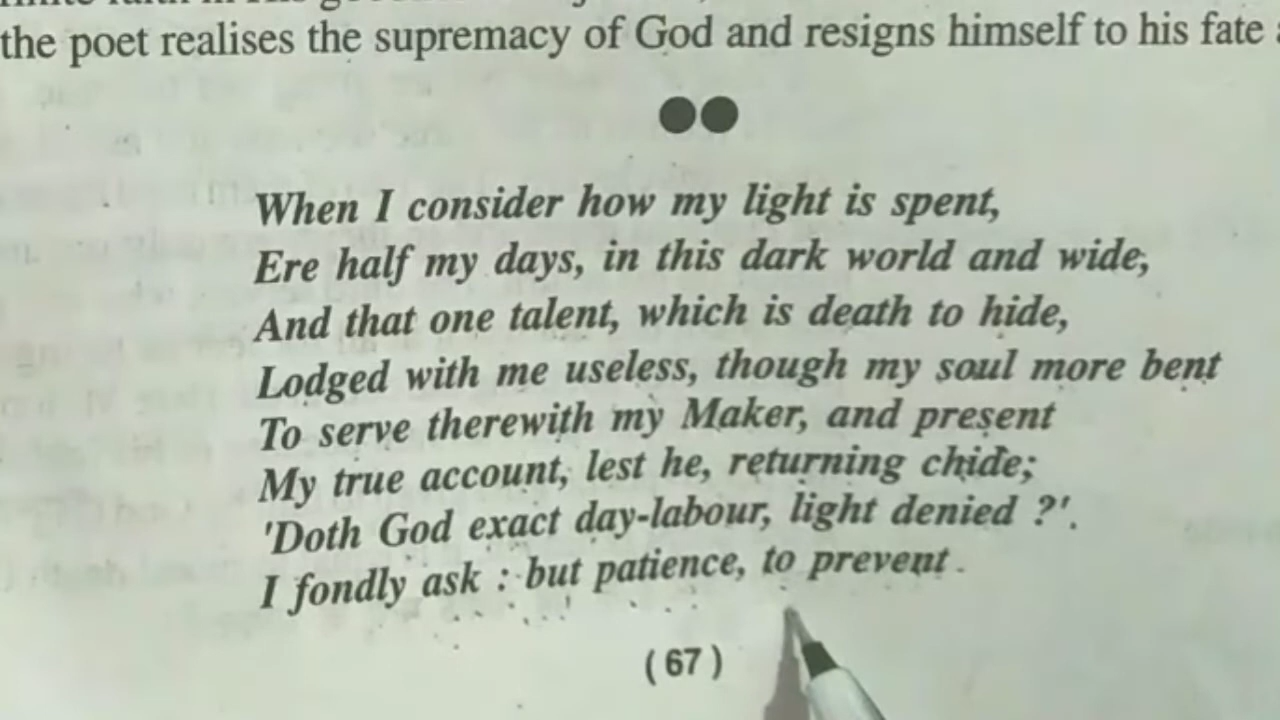 the poet realises the supremacy of God and resigns himself to his fate
When I consider how my light is spent,
Ere half my days, in this dark world and wide,
And that one talent, which is death to hide,
Lodged with me useless, though my soul more bent
To serve therewith my Maker, and present
My true account, lest he, returning chide;
'Doth God exact day-labour, light denied ?'.
I fondly ask : but patience, to prevent
( 67 )